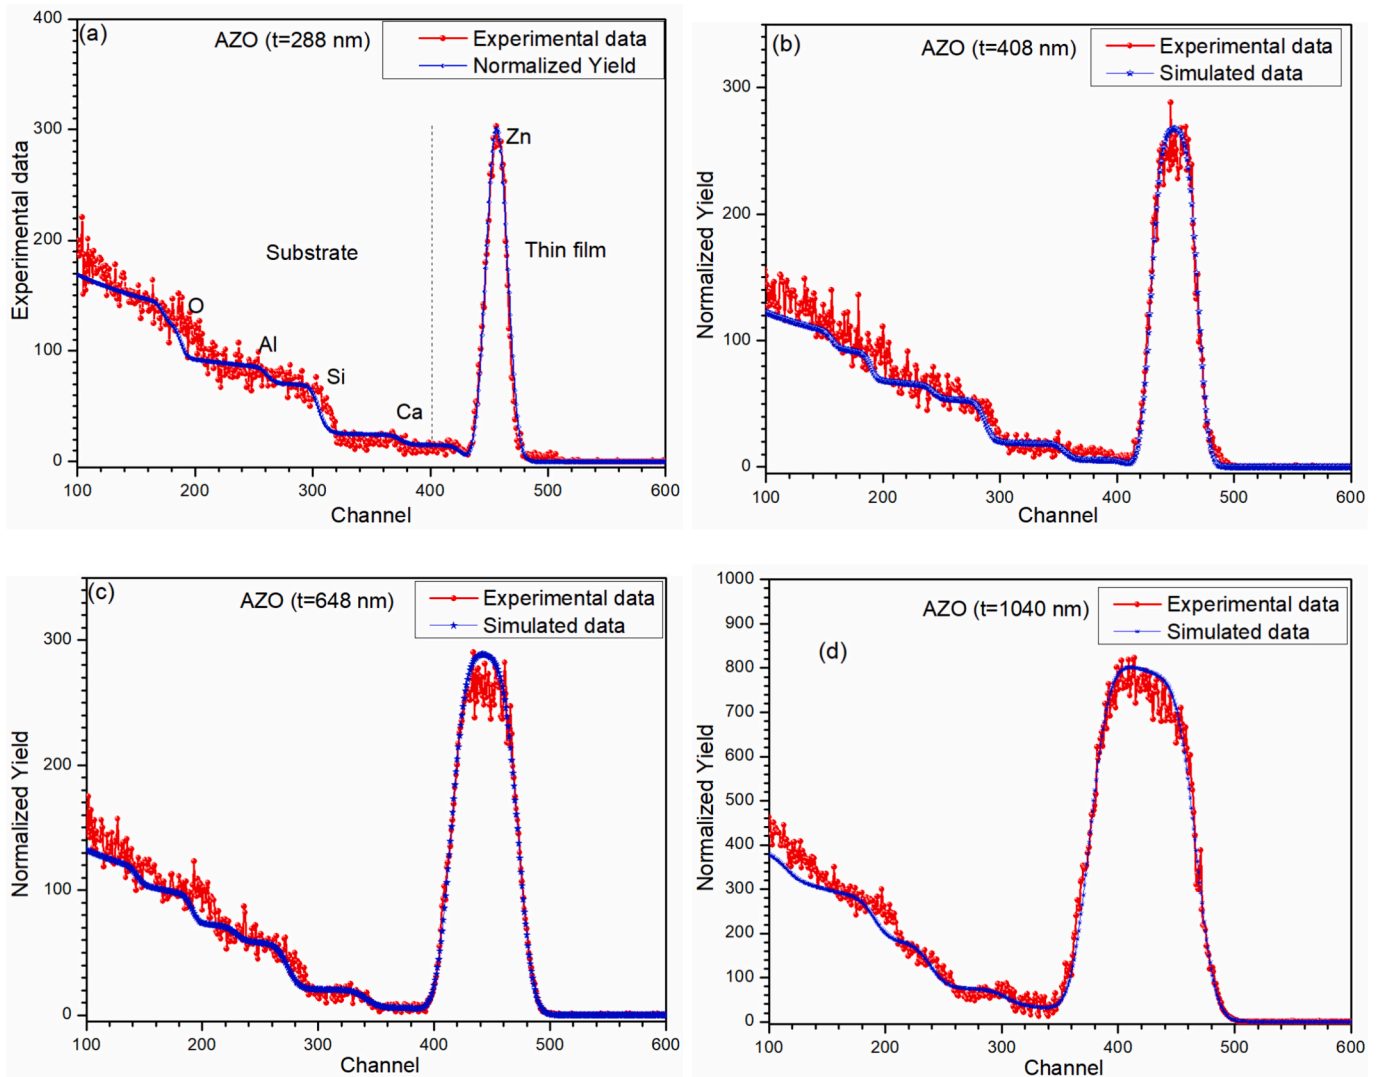 (a)
AZO (t=288 nm)
Experimental data
Normalized Yield
Zn
Substrate
Thin film
O
Al
Si
Ca
400
300
200
100
0
Experimental data
100 200 300 400 500 600
Channel
(b)
AZO (t=408 nm)
Experimental data
Simulated data
300
200
100
0
Normalized Yield
100 200 300 400 500 600
Channel
(c)
AZO (t=648 nm)
Experimental data
Simulated data
300
200
100
0
Normalized Yield
100 200 300 400 500 600
Channel
(d)
AZO (t=1040 nm)
Experimental data
Simulated data
1000
900
800
700
600
500
400
300
200
100
0
Normalized Yield
100 200 300 400 500 600
Channel